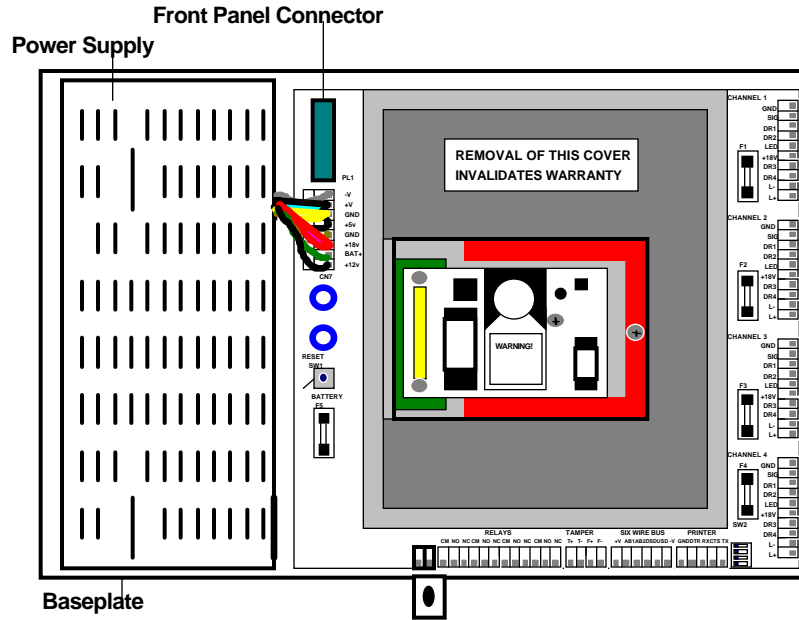 Front Panel Connector
Power Supply
PL1
-V
+V
GND
+5v
GND
+18v
BAT+
+12v
CN7
RESET
SW1
BATTERY
F5
REMOVAL OF THIS COVER
INVALIDATES WARRANTY
WARNING!
CHANNEL 1
F1
GND
SIG
DR1
DR2
LED
+18V
DR3
DR4
L-
L+
CHANNEL 2
F2
GND
SIG
DR1
DR2
LED
+18V
DR3
DR4
L-
L+
CHANNEL 3
F3
GND
SIG
DR1
DR2
LED
+18V
DR3
DR4
L-
L+
CHANNEL 4
F4
GND
SIG
DR1
DR2
LED
+18V
DR3
DR4
L-
L+
SW2
RELAYS
CM NO NC CM NO NC CM NO NC CM NO NC
TAMPER
T+ T- F+ F-
SIX WIRE BUS
+V AB1AB2DSDUSD -V
PRINTER
GNDDTR RXCTS TX
Baseplate